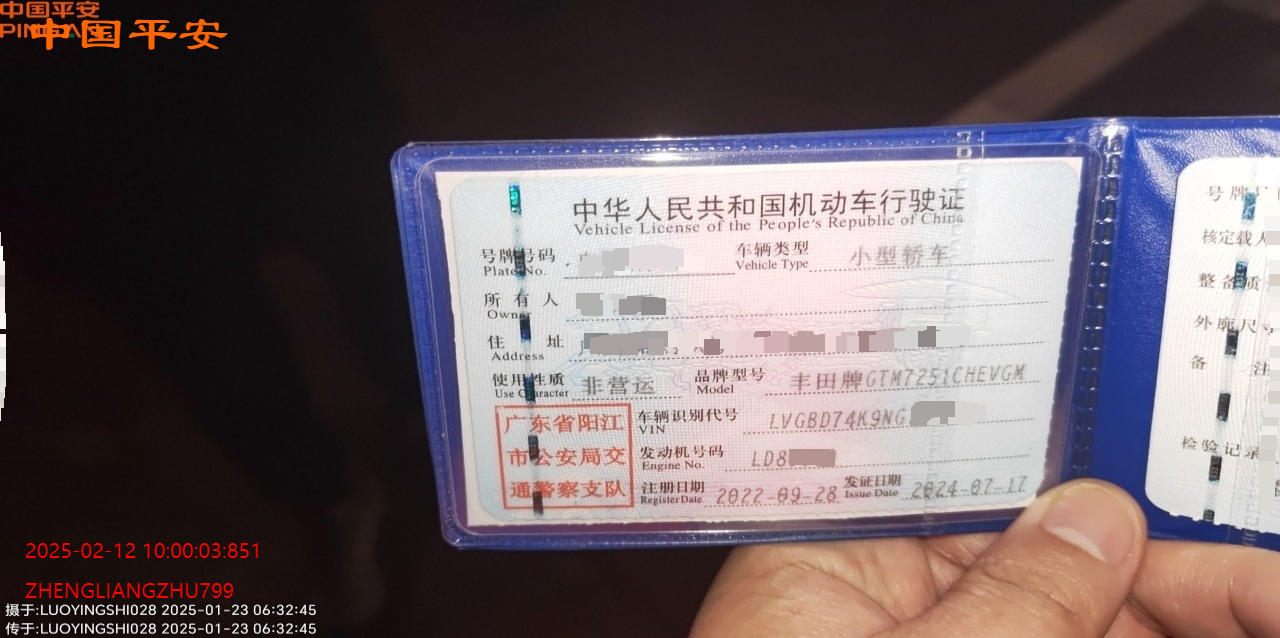 中国平安
中国平安
中华人民共和国机动车行驶证
Vehicle License of the People's Republic of China
号牌号码
Plate No.
车辆类型 小型轿车
Vehicle Type
所有人
Owner
住址
Address
使用性质 非营运
Use Character
品牌型号 丰田牌GTM7251CHEVGM
Model
广东省阳江
市公安局交
通警察支队
车辆识别代号 LVGBD74K9NG
VIN
发动机号码 LD8
Engine No.
注册日期 2022-09-28
Register Date
发证日期 2024-07-17
Issue Date
号牌
核定载人
整备质
外廓尺寸
备注
检验记录
2025-02-12 10:00:03:851
ZHENGLIANGZHU799
摄于:LUOYINGSHI028 2025-01-23 06:32:45
传于:LUOYINGSHI028 2025-01-23 06:32:45